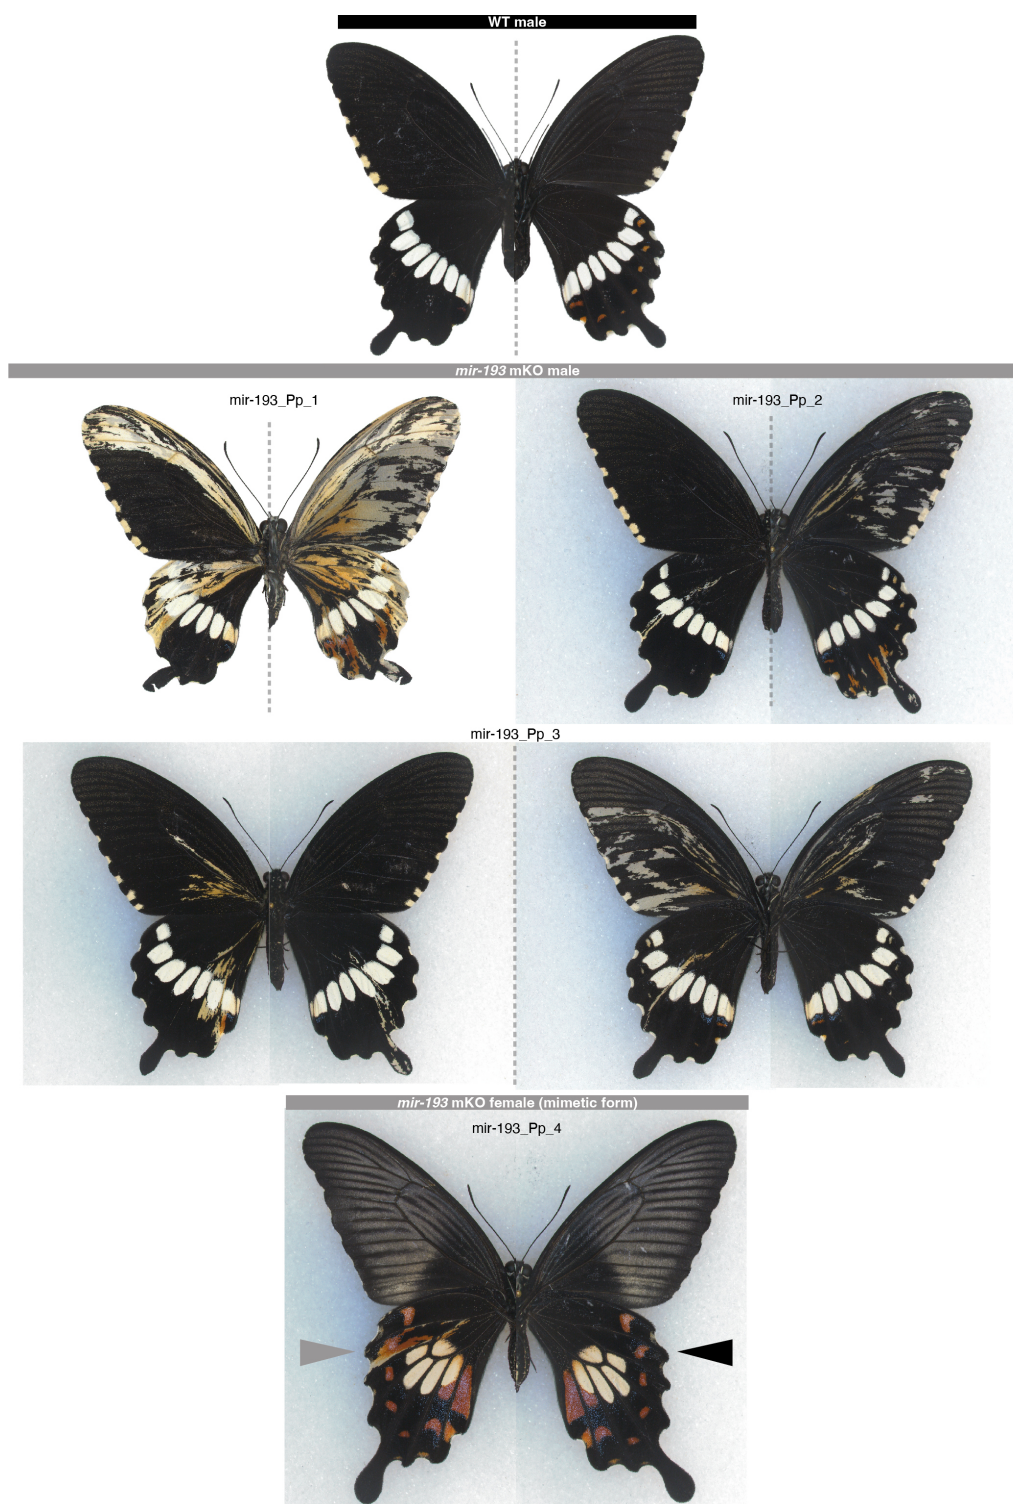 WT male
mir-193 mKO male
mir-193_Pp_1
mir-193_Pp_2
mir-193_Pp_3
mir-193 mKO female (mimetic form)
mir-193_Pp_4